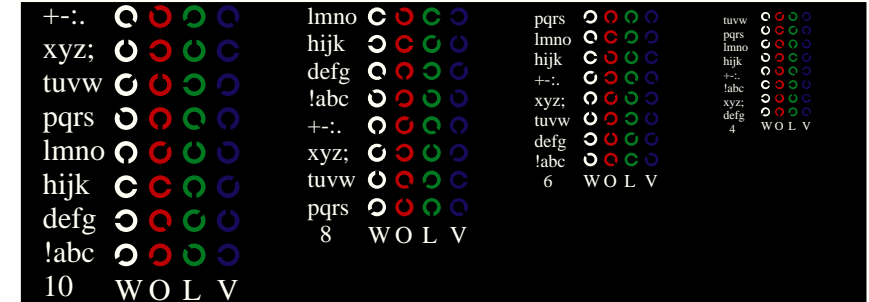 +-:.
xyz;
tuvw
pqrs
lmno
hijk
defg
!abc
10 W O L V
lmno
hijk
defg
!abc
+-:.
xyz;
tuvw
pqrs
8 W O L V
pqrs
lmno
hijk
+-:.
xyz;
tuvw
defg
!abc
6 W O L V
tuvw
pqrs
lmno
hijk
+-:.
!abc
xyz;
defg
4 W O L V